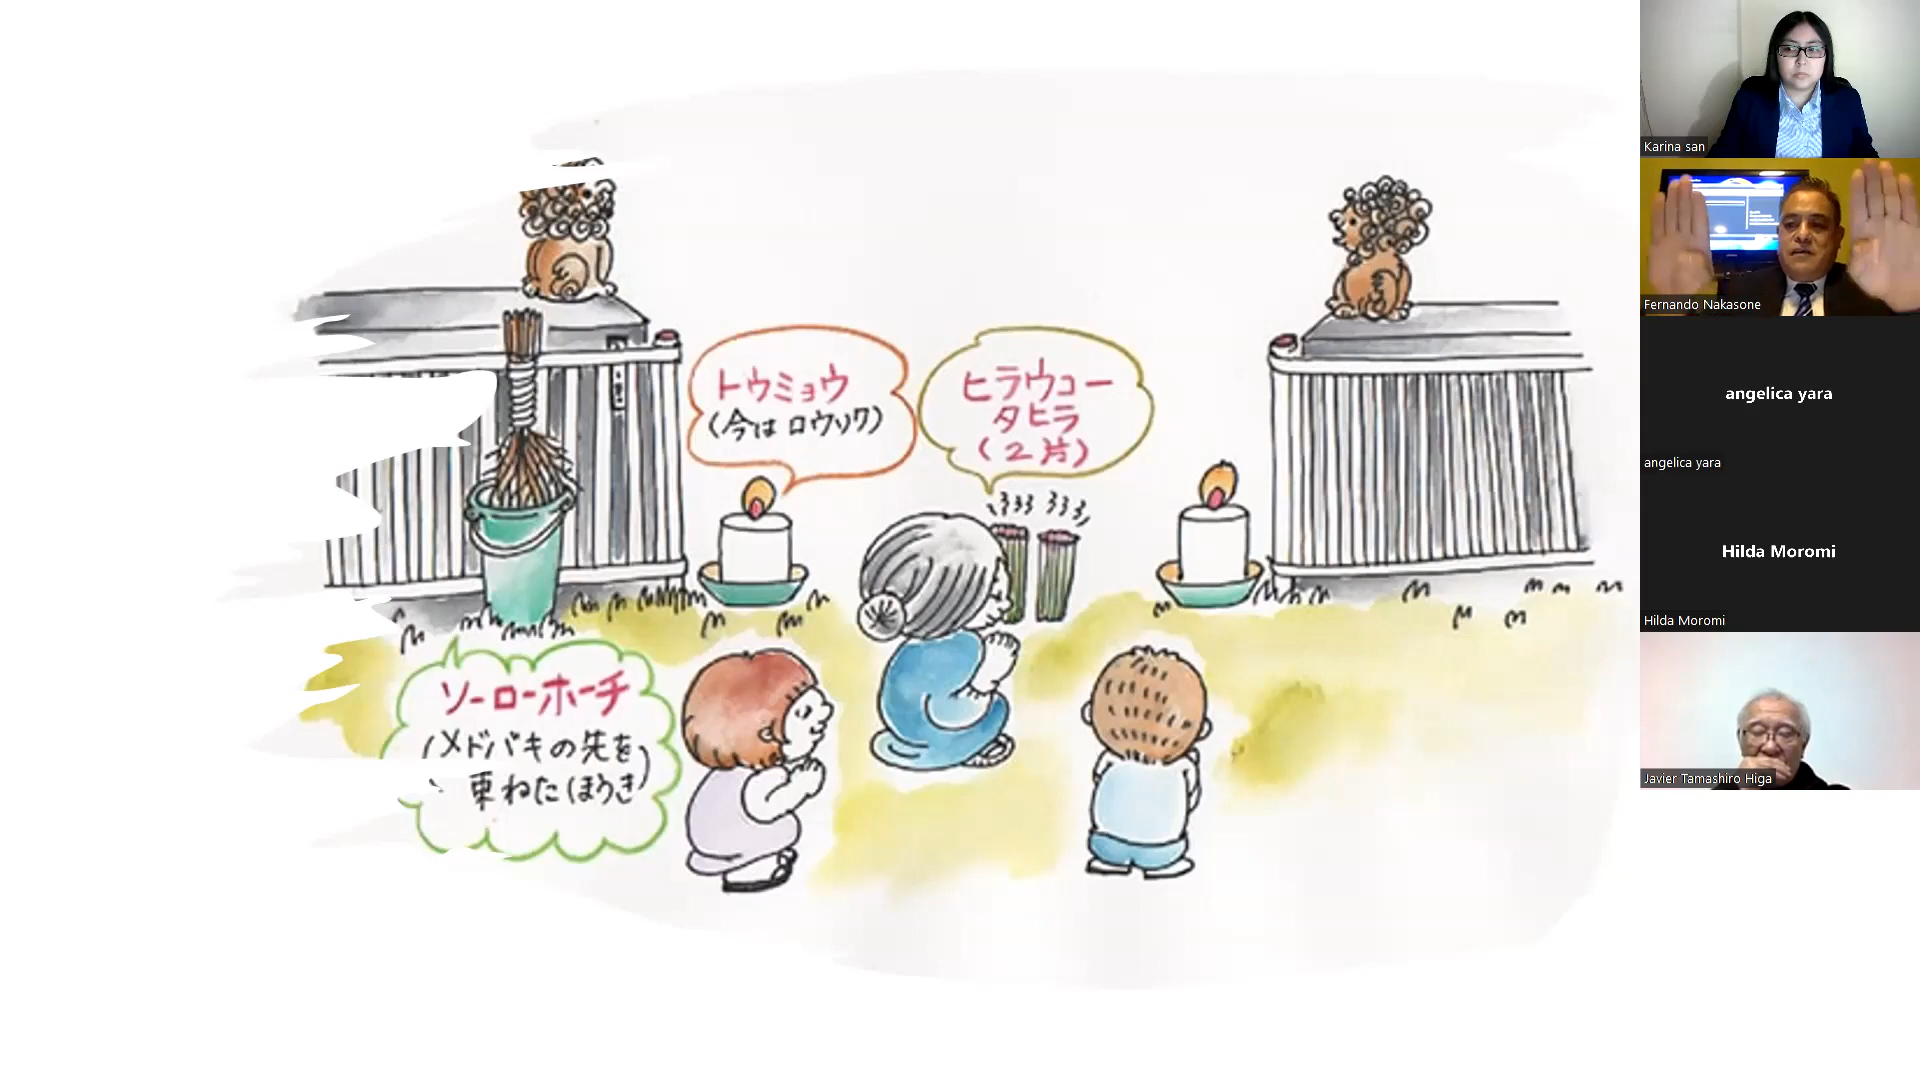 トウミョウ
(今はロウソク)
ヒラウコー
タヒラ
(2片)
ソーローホーチ
(メドハギの先を
束ねたほうき)
Karina san
Fernando Nakasone
angelica yara
angelica yara
Hilda Moromi
Hilda Moromi
Javier Tamashiro Higa